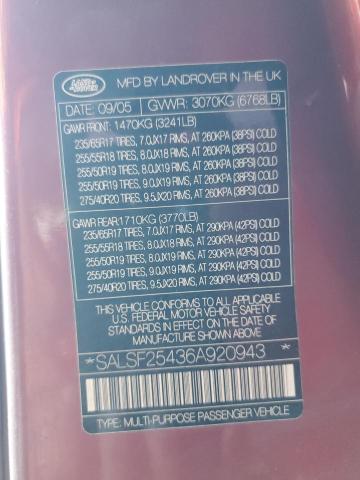 LAND
ROVER
MFD BY LANDROVER IN THE UK
DATE: 09/05 GVWR: 3070KG (6768LB)
GAWR FRONT: 1470KG (3241LB)
235/65R17 TIRES, 7.0JX17 RIMS, AT 260KPA (38PSI) COLD
255/55R18 TIRES, 8.0JX18 RIMS, AT 260KPA (38PSI) COLD
255/50R19 TIRES, 8.0JX19 RIMS, AT 260KPA (38PSI) COLD
255/50R19 TIRES, 9.0JX19 RIMS, AT 260KPA (38PSI) COLD
275/40R20 TIRES, 9.5JX20 RIMS, AT 260KPA (38PSI) COLD
GAWR REAR: 1710KG (3770LB)
235/65R17 TIRES, 7.0JX17 RIMS, AT 290KPA (42PSI) COLD
255/55R18 TIRES, 8.0JX18 RIMS, AT 290KPA (42PSI) COLD
255/50R19 TIRES, 8.0JX19 RIMS, AT 290KPA (42PSI) COLD
255/50R19 TIRES, 9.0JX19 RIMS, AT 290KPA (42PSI) COLD
275/40R20 TIRES, 9.5JX20 RIMS, AT 290KPA (42PSI) COLD
THIS VEHICLE CONFORMS TO ALL APPLICABLE
U.S. FEDERAL MOTOR VEHICLE SAFETY
STANDARDS IN EFFECT ON THE DATE OF
MANUFACTURE SHOWN ABOVE
*SALSF25436A920943*
TYPE: MULTI-PURPOSE PASSENGER VEHICLE